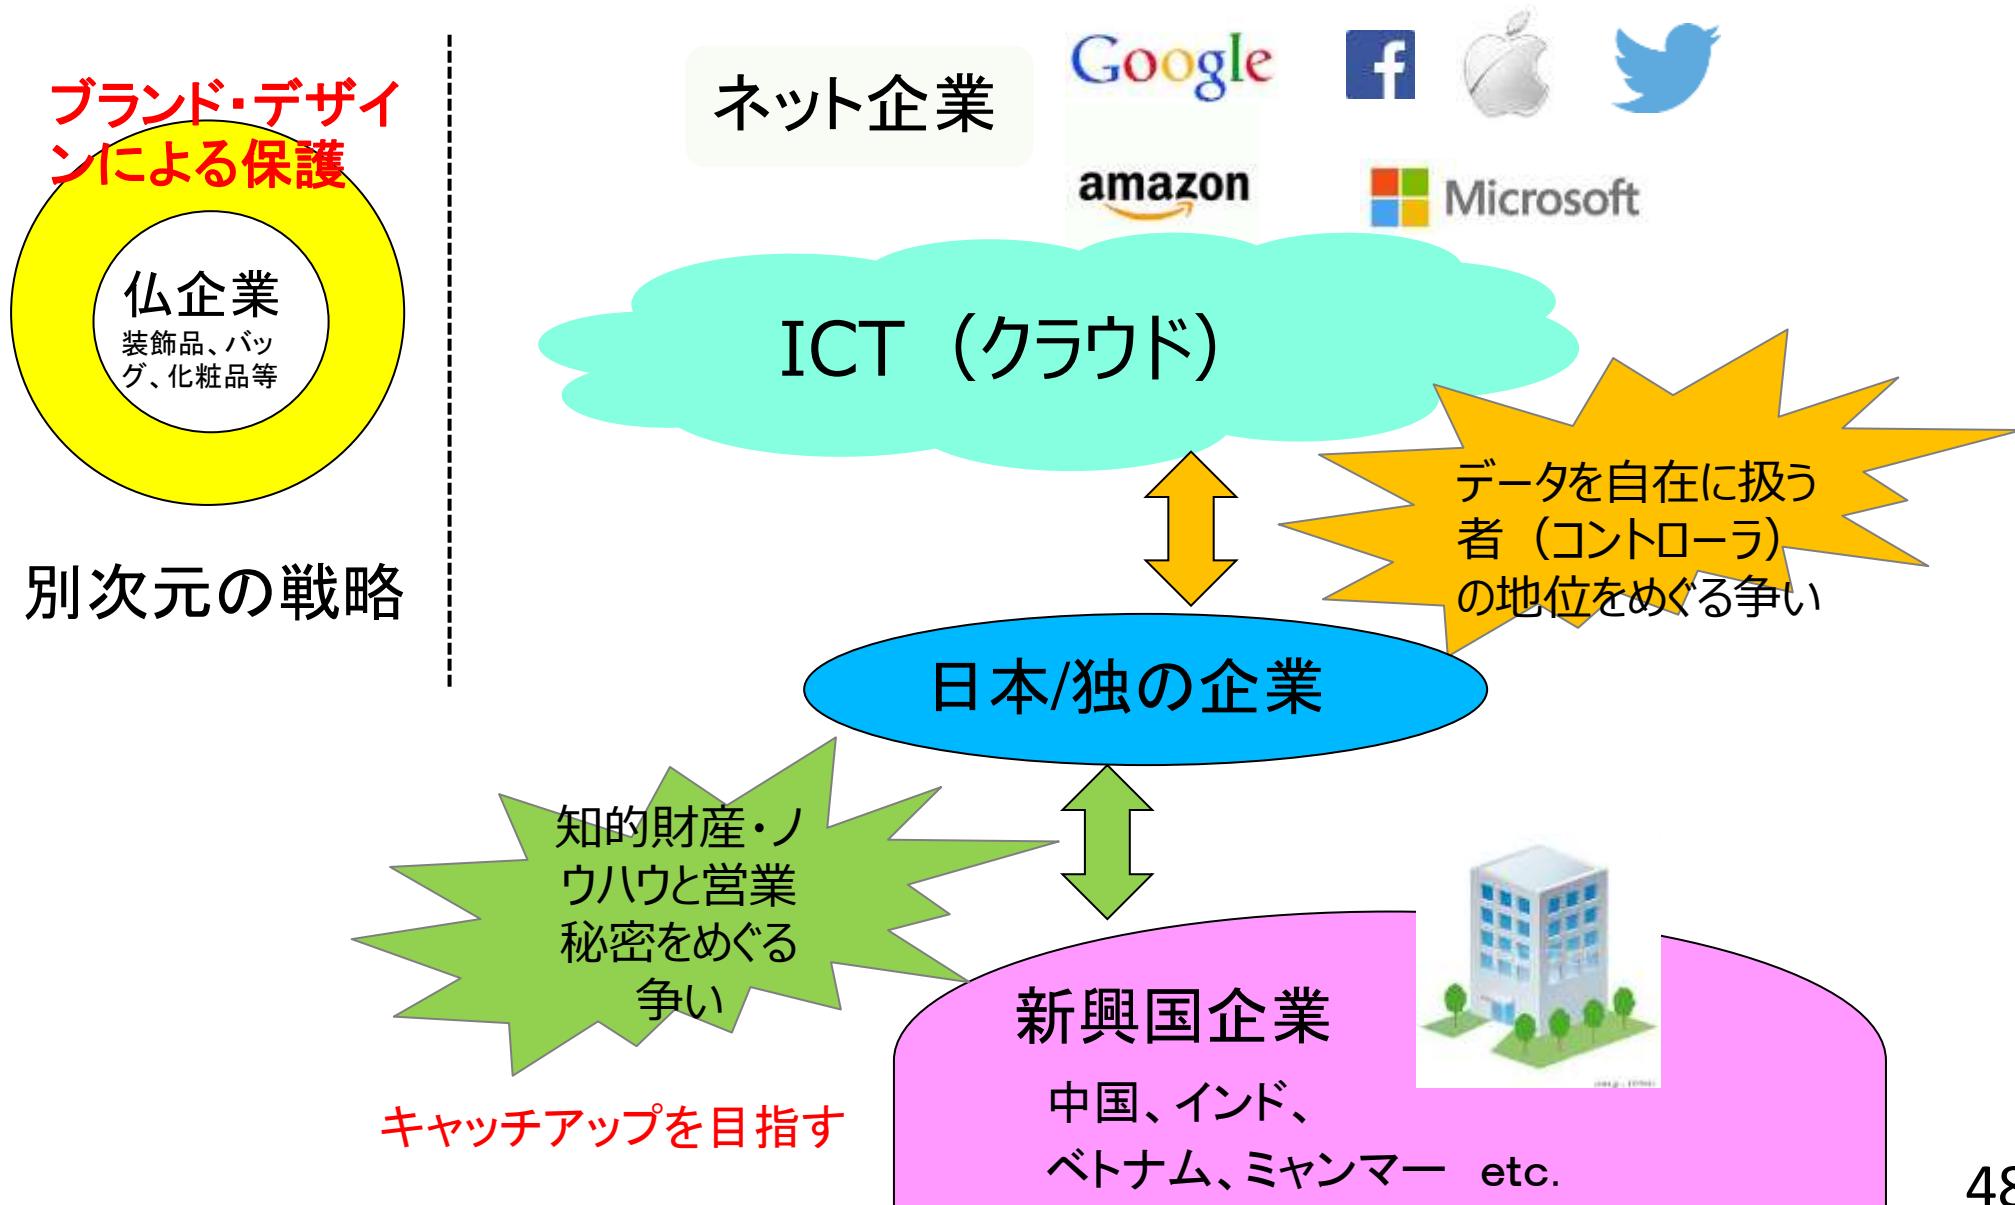 ブランド・デザイ
ンによる保護
仏企業
装飾品、バッ
グ、化粧品等
別次元の戦略
ネット企業
Google
f
amazon
Microsoft
ICT（クラウド）
データを自在に扱う
者（コントローラ）
の地位をめぐる争い
日本/独の企業
知的財産・ノ
ウハウと営業
秘密をめぐる
争い
キャッチアップを目指す
新興国企業
中国、インド、
ベトナム、ミャンマー etc.
48